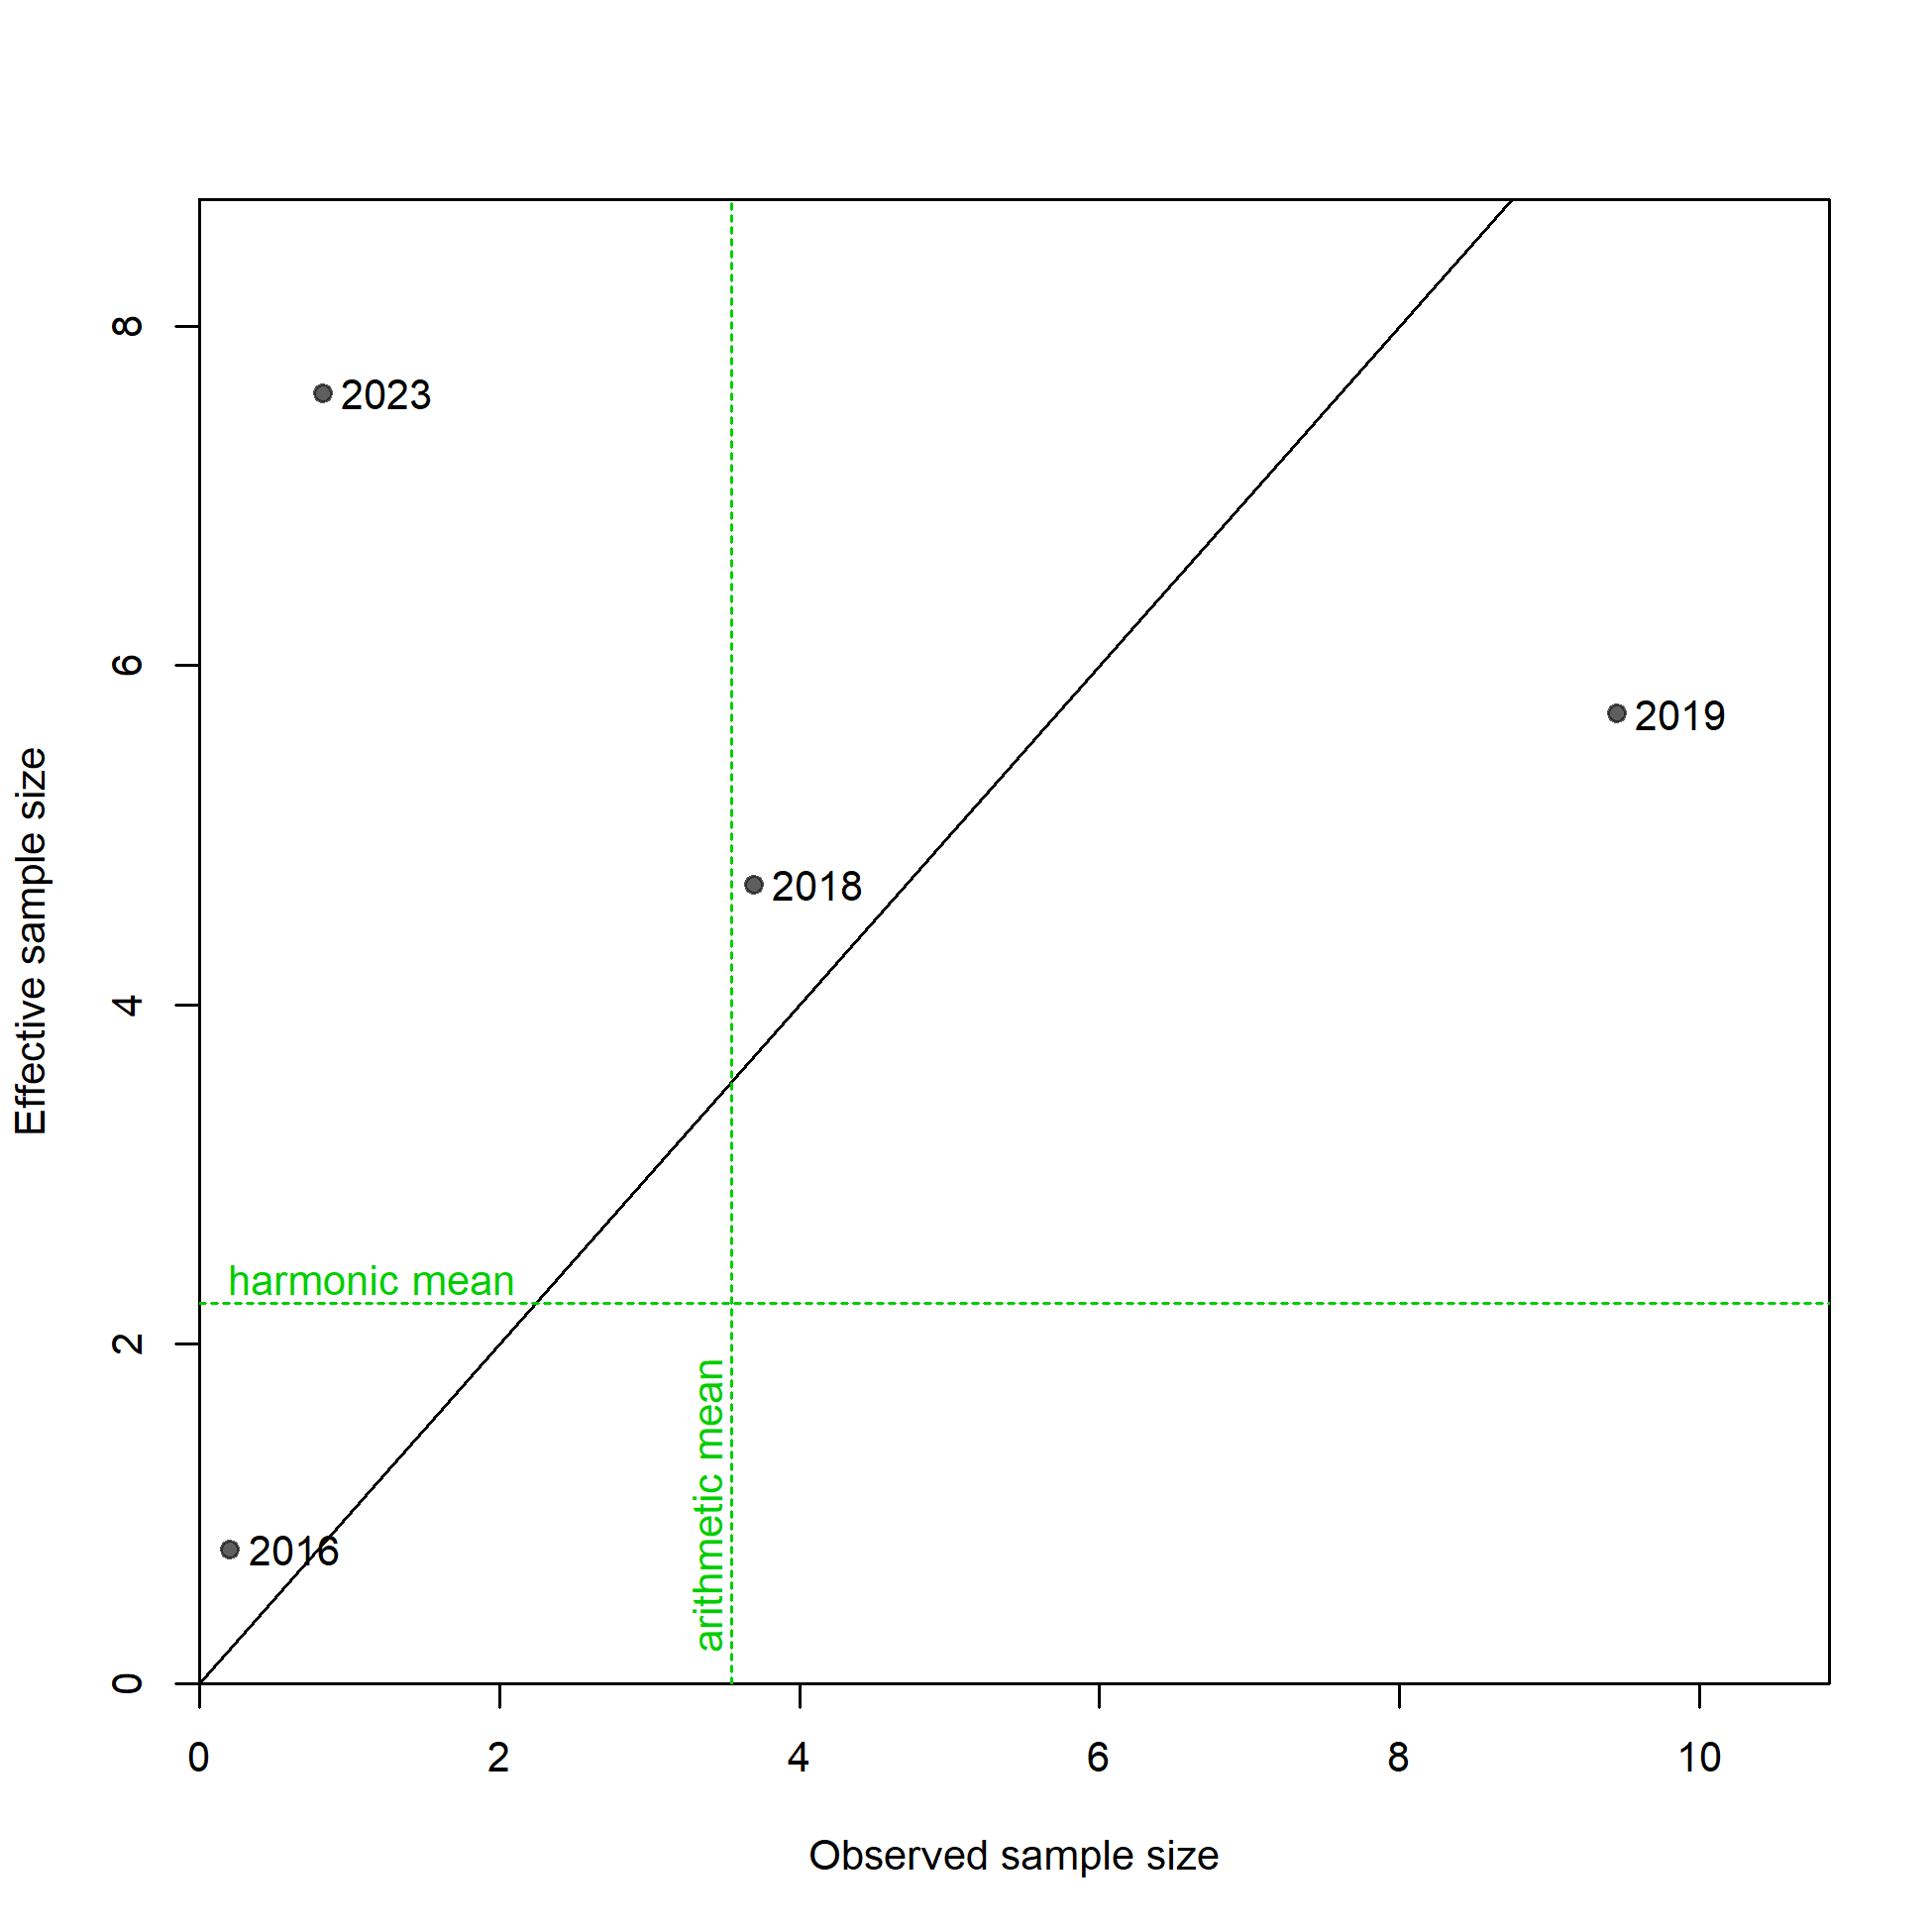 8
2023
6
2019
Effective sample size
2018
4
harmonic mean
2
arithmetic mean
2016
0
0 2 4 6 8 10
Observed sample size